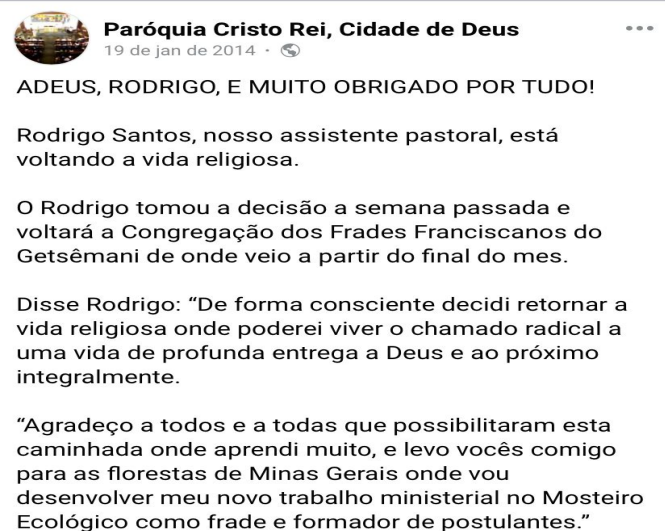 Paróquia Cristo Rei, Cidade de Deus
19 de jan de 2014 ·
ADEUS, RODRIGO, E MUITO OBRIGADO POR TUDO!
Rodrigo Santos, nosso assistente pastoral, está
voltando a vida religiosa.
O Rodrigo tomou a decisão a semana passada e
voltará a Congregação dos Frades Franciscanos do
Getsêmani de onde veio a partir do final do mes.
Disse Rodrigo: “De forma consciente decidi retornar a
vida religiosa onde poderei viver o chamado radical a
uma vida de profunda entrega a Deus e ao próximo
integralmente.
“Agradeço a todos e a todas que possibilitaram esta
caminhada onde aprendi muito, e levo vocês comigo
para as florestas de Minas Gerais onde vou
desenvolver meu novo trabalho ministerial no Mosteiro
Ecológico como frade e formador de postulantes.”